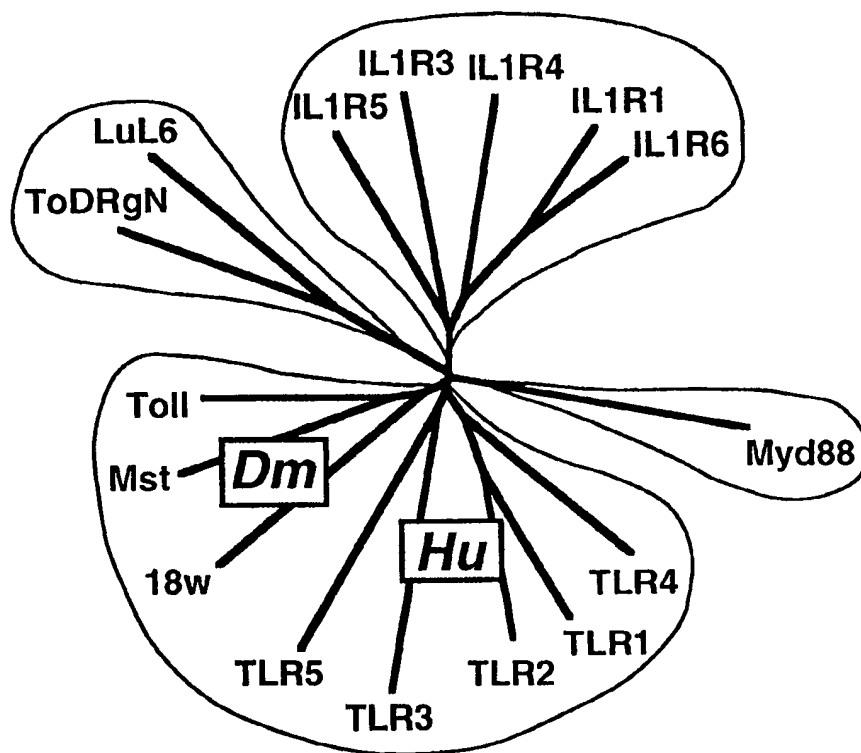 IL1R3
IL1R4
IL1R5
IL1R1
IL1R6
LuL6
ToDRgN
Toll
Mst
Dm
18w
Myd88
Hu
TLR4
TLR1
TLR2
TLR5
TLR3